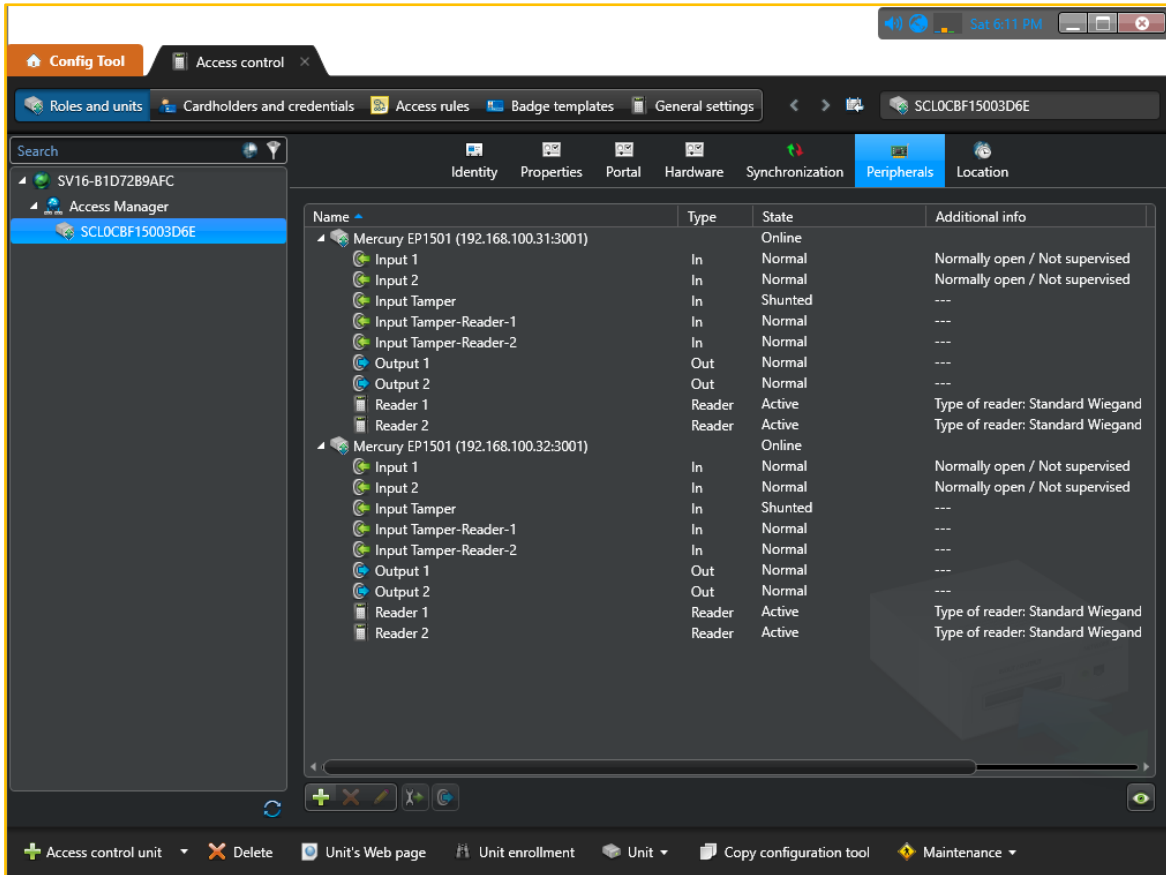 Sat 6:11 PM
Config Tool
Access control
Roles and units Cardholders and credentials Access rules Badge templates General settings SCL0CBF15003D6E
Search
SV16-B1D72B9AFC
Access Manager
SCL0CBF15003D6E
Identity Properties Portal Hardware Synchronization Peripherals Location
Name Type State Additional info
Mercury EP1501 (192.168.100.31:3001) Online
Input 1 In Normal Normally open / Not supervised
Input 2 In Normal Normally open / Not supervised
Input Tamper In Shunted ---
Input Tamper-Reader-1 In Normal ---
Input Tamper-Reader-2 In Normal ---
Output 1 Out Normal ---
Output 2 Out Normal ---
Reader 1 Reader Active Type of reader: Standard Wiegand
Reader 2 Reader Active Type of reader: Standard Wiegand
Mercury EP1501 (192.168.100.32:3001) Online
Input 1 In Normal Normally open / Not supervised
Input 2 In Normal Normally open / Not supervised
Input Tamper In Shunted ---
Input Tamper-Reader-1 In Normal ---
Input Tamper-Reader-2 In Normal ---
Output 1 Out Normal ---
Output 2 Out Normal ---
Reader 1 Reader Active Type of reader: Standard Wiegand
Reader 2 Reader Active Type of reader: Standard Wiegand
Access control unit Delete Unit's Web page Unit enrollment Unit Copy configuration tool Maintenance